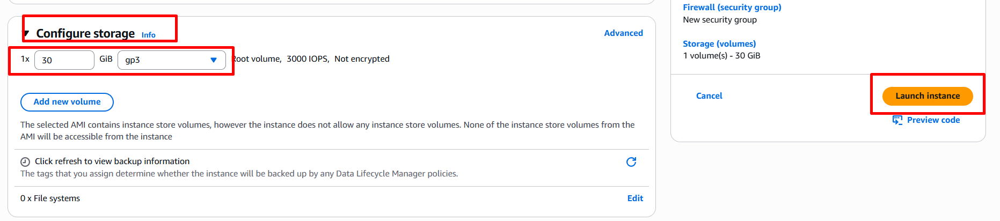 Configure storage Info
Advanced
1x 30 GiB gp3 Root volume, 3000 IOPS, Not encrypted
Add new volume
The selected AMI contains instance store volumes, however the instance does not allow any instance store volumes. None of the instance store volumes from the
AMI will be accessible from the instance
Click refresh to view backup information
The tags that you assign determine whether the instance will be backed up by any Data Lifecycle Manager policies.
0 x File systems
Edit
Firewall (security group)
New security group
Storage (volumes)
1 volume(s) - 30 GiB
Cancel
Launch instance
Preview code